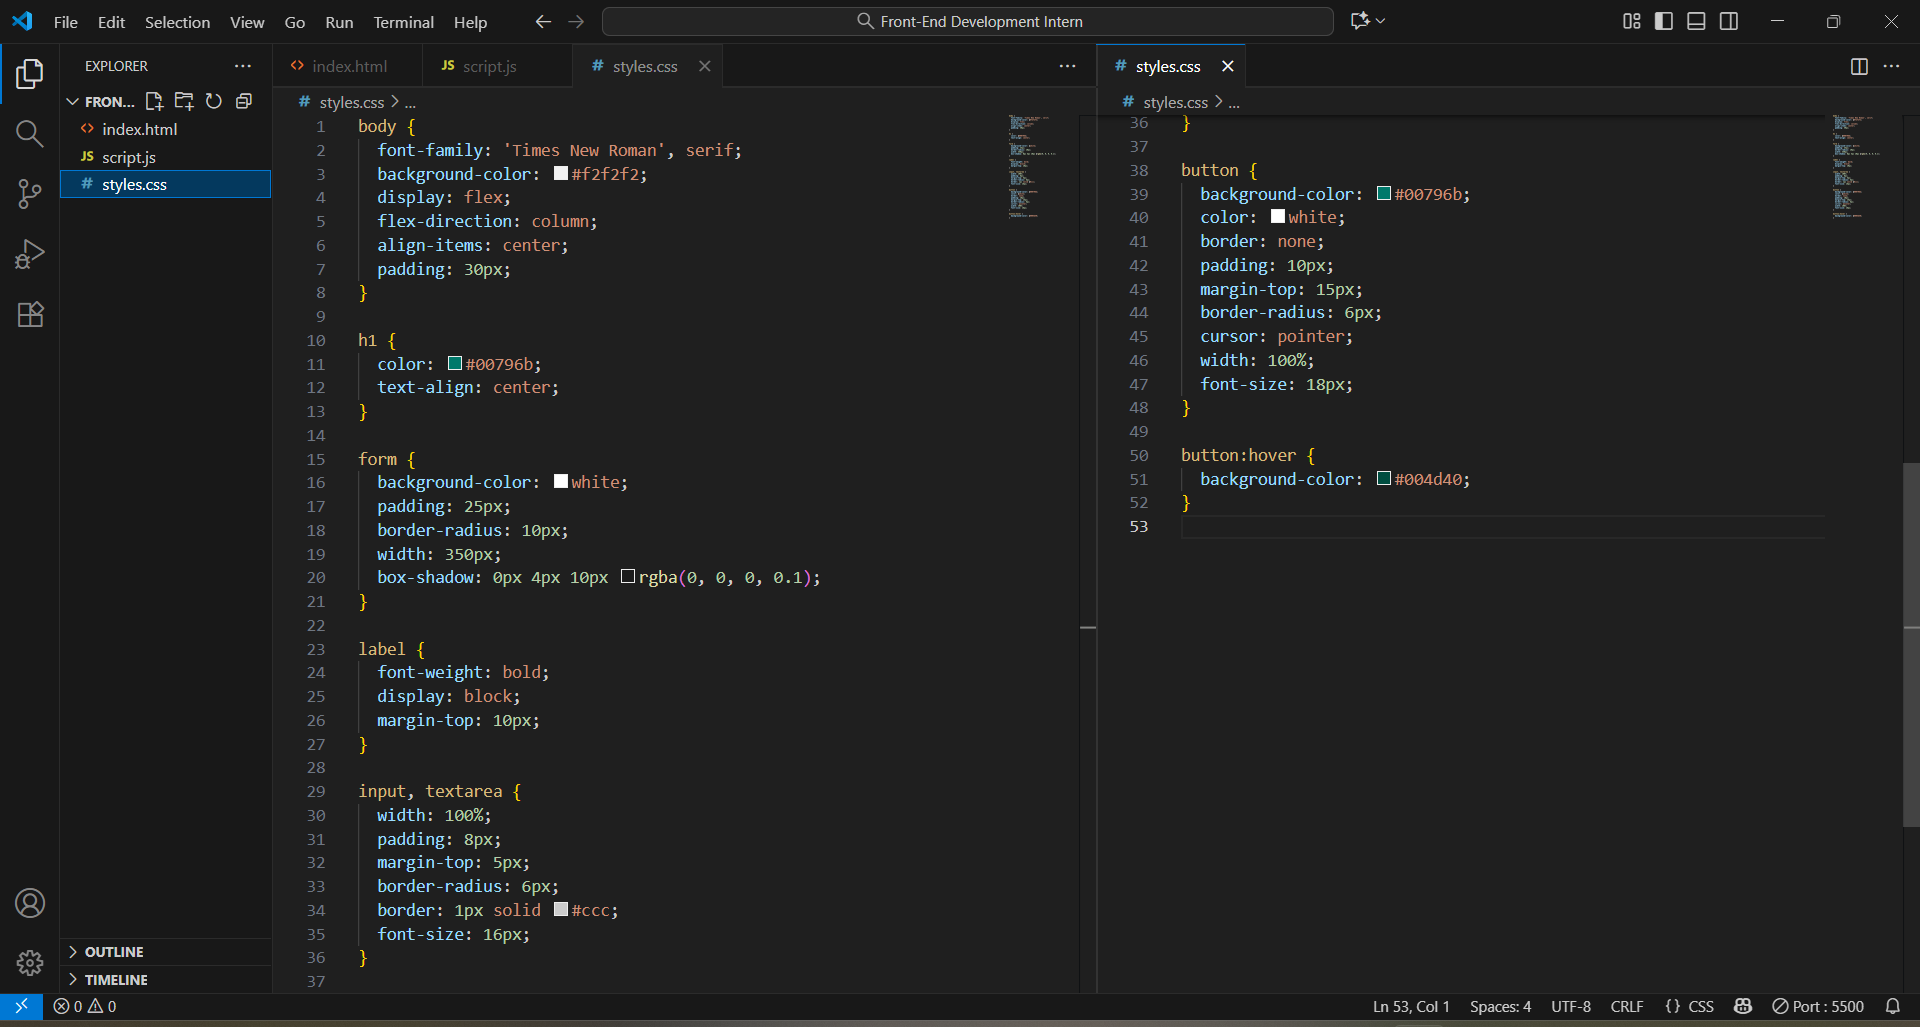 File Edit Selection View Go Run Terminal Help
Front-End Development Intern
EXPLORER
FRON...
index.html
JS script.js
# styles.css
OUTLINE
TIMELINE
index.html
JS script.js
# styles.css
# styles.css > ...
1 body {
2 font-family: 'Times New Roman', serif;
3 background-color: #f2f2f2;
4 display: flex;
5 flex-direction: column;
6 align-items: center;
7 padding: 30px;
8 }
9
10 h1 {
11 color: #00796b;
12 text-align: center;
13 }
14
15 form {
16 background-color: white;
17 padding: 25px;
18 border-radius: 10px;
19 width: 350px;
20 box-shadow: 0px 4px 10px rgba(0, 0, 0, 0.1);
21 }
22
23 label {
24 font-weight: bold;
25 display: block;
26 margin-top: 10px;
27 }
28
29 input, textarea {
30 width: 100%;
31 padding: 8px;
32 margin-top: 5px;
33 border-radius: 6px;
34 border: 1px solid #ccc;
35 font-size: 16px;
36 }
37
# styles.css
# styles.css > ...
36 }
37
38 button {
39 background-color: #00796b;
40 color: white;
41 border: none;
42 padding: 10px;
43 margin-top: 15px;
44 border-radius: 6px;
45 cursor: pointer;
46 width: 100%;
47 font-size: 18px;
48 }
49
50 button:hover {
51 background-color: #004d40;
52 }
53
0 0
Ln 53, Col 1 Spaces: 4 UTF-8 CRLF {} CSS Port : 5500